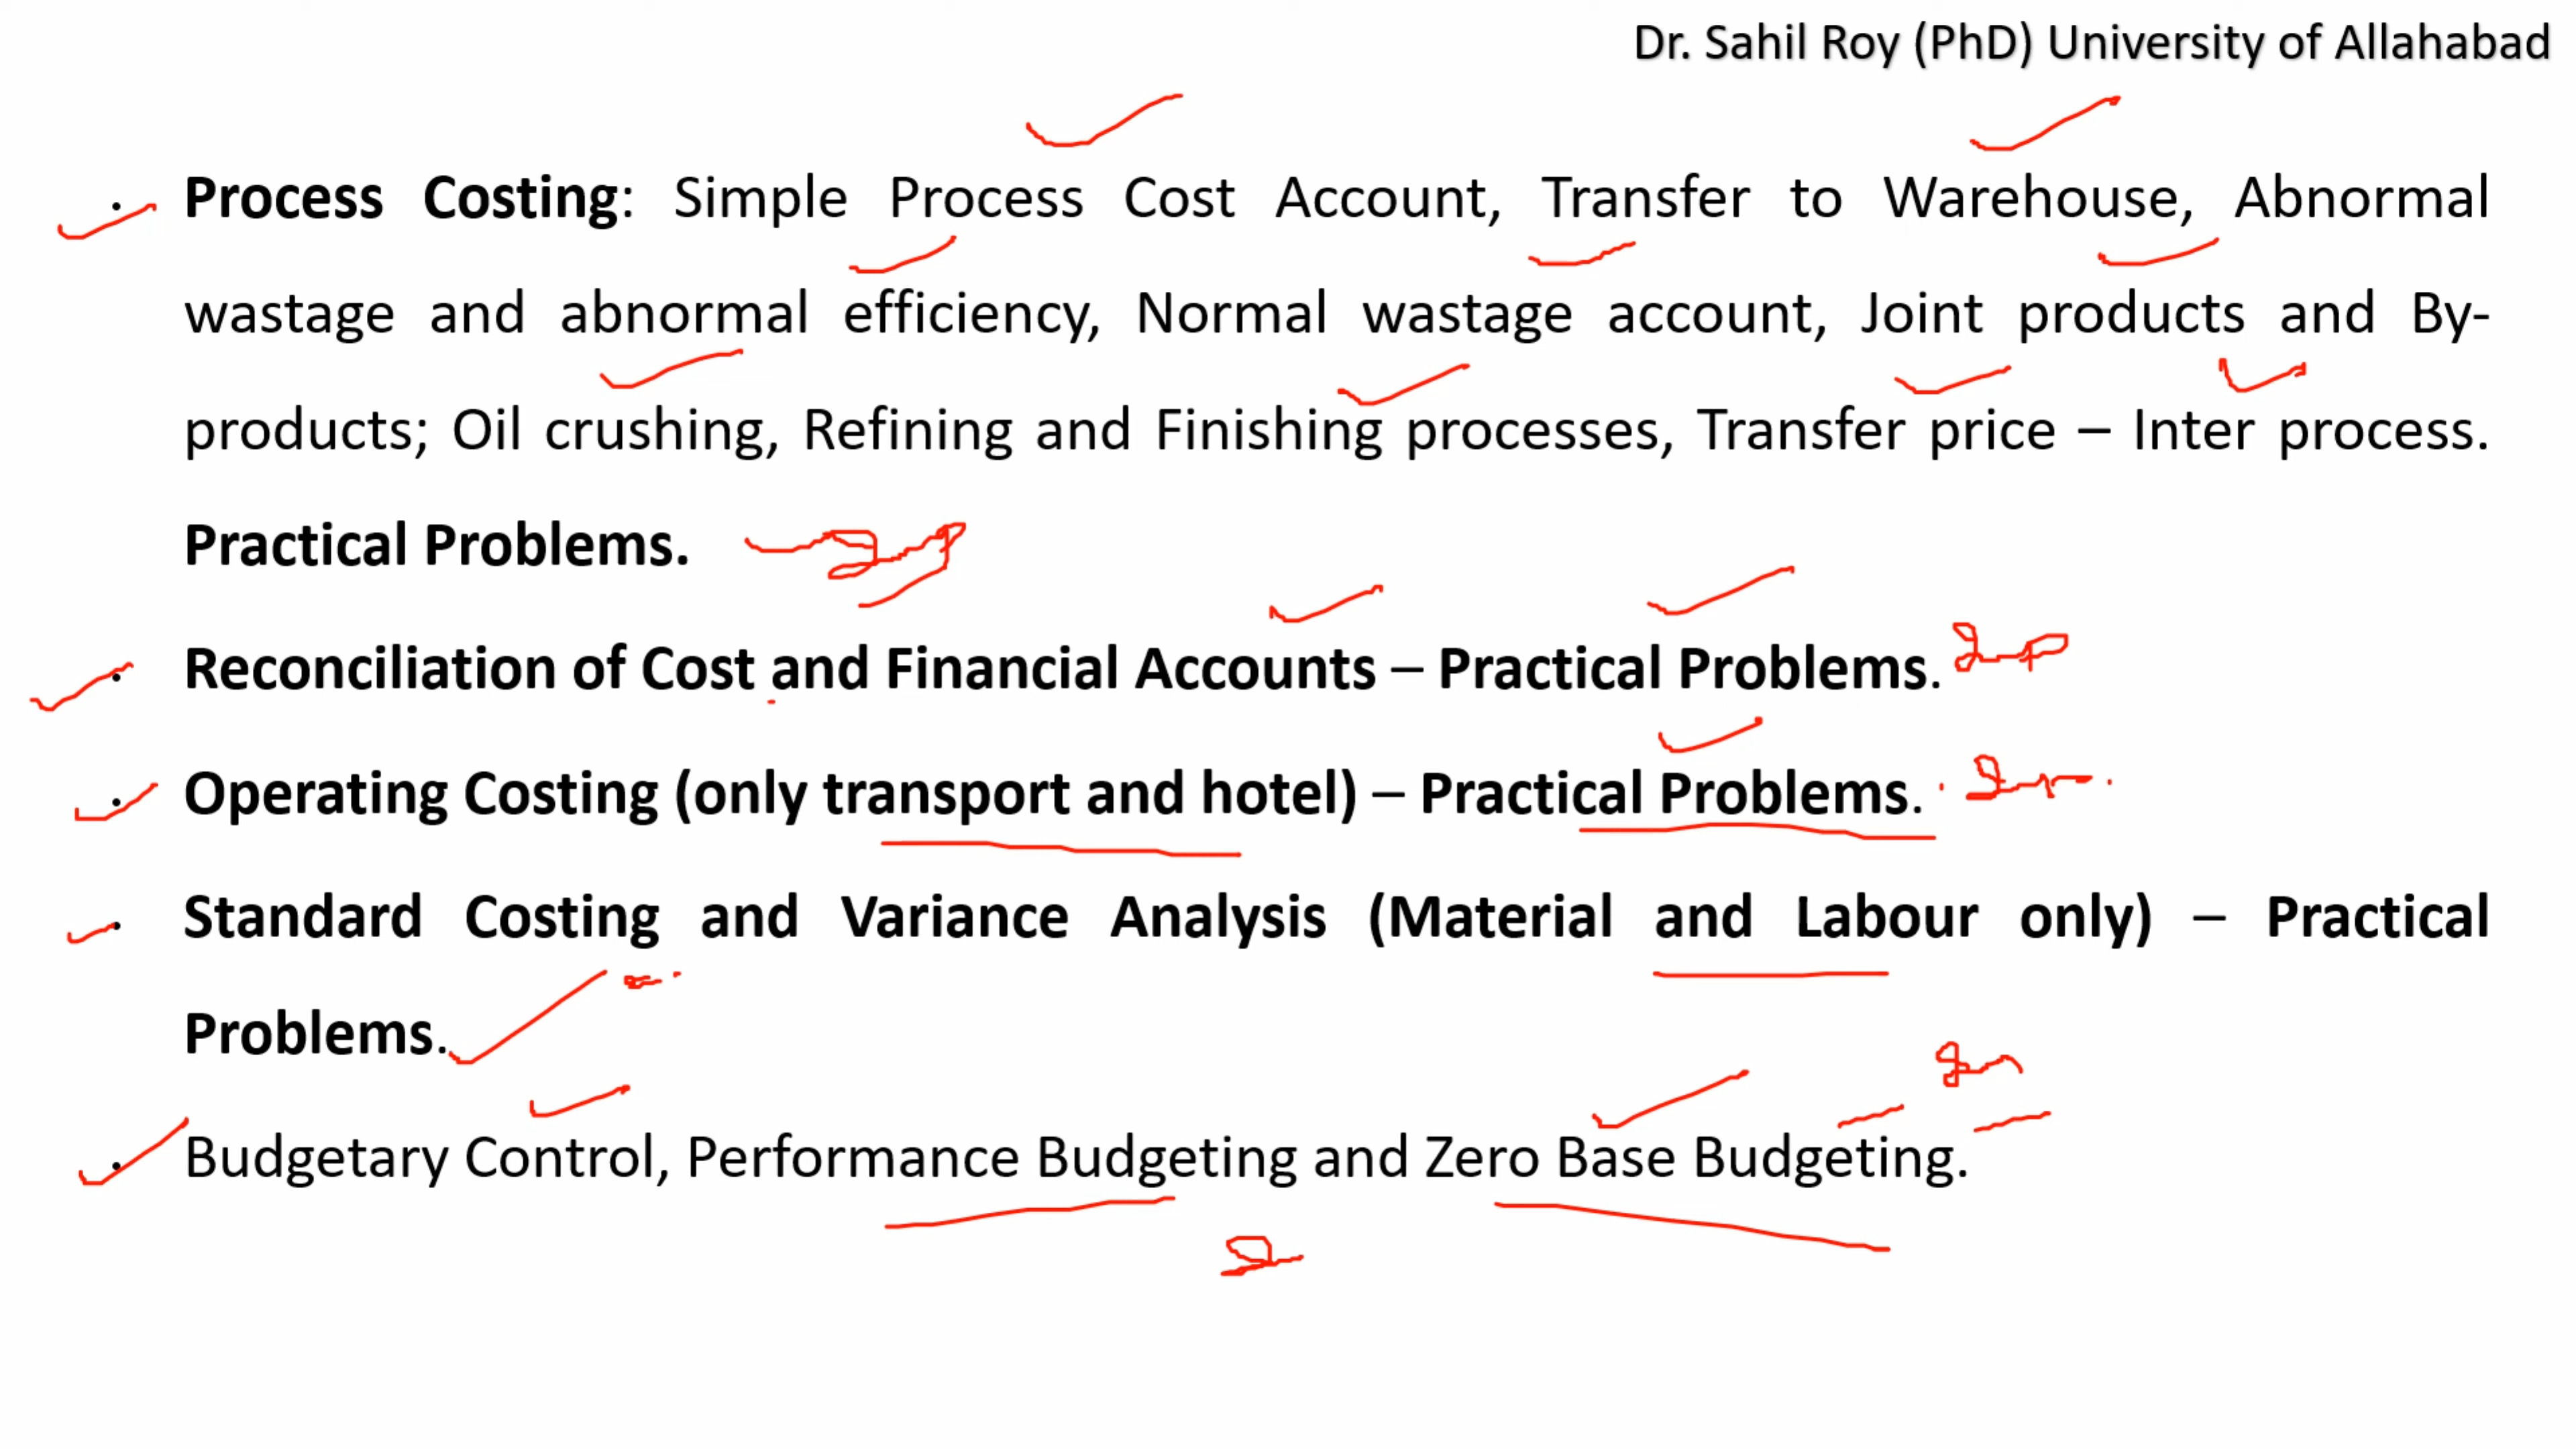 Dr. Sahil Roy (PhD) University of Allahabad
• Process Costing: Simple Process Cost Account, Transfer to Warehouse, Abnormal
wastage and abnormal efficiency, Normal wastage account, Joint products and By-
products; Oil crushing, Refining and Finishing processes, Transfer price – Inter process.
Practical Problems.
• Reconciliation of Cost and Financial Accounts – Practical Problems.
• Operating Costing (only transport and hotel) – Practical Problems.
• Standard Costing and Variance Analysis (Material and Labour only) – Practical
Problems.
• Budgetary Control, Performance Budgeting and Zero Base Budgeting.